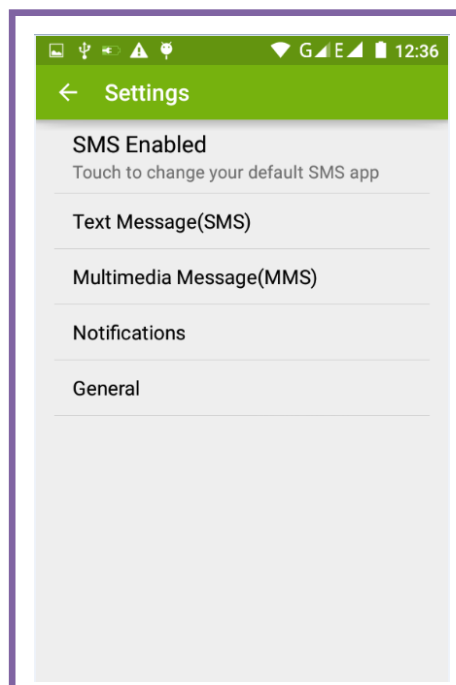 G E 12:36
Settings
SMS Enabled
Touch to change your default SMS app
Text Message(SMS)
Multimedia Message(MMS)
Notifications
General